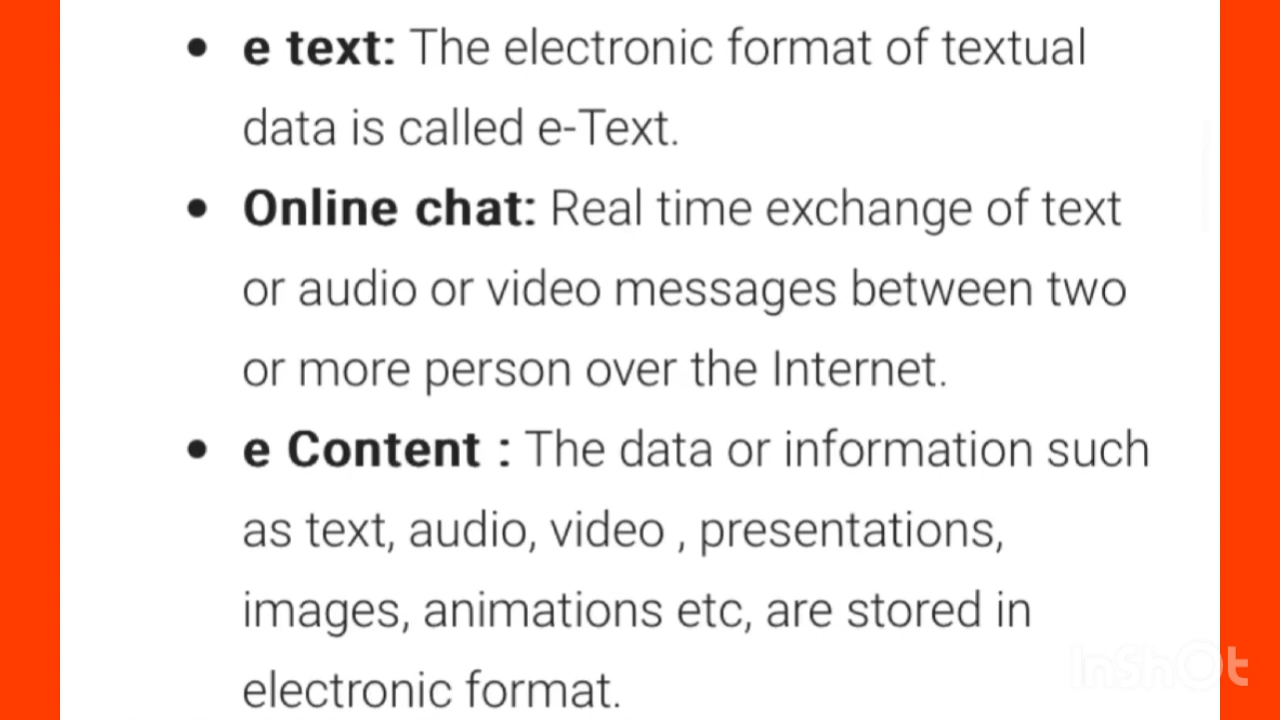 • e text: The electronic format of textual
data is called e-Text.
• Online chat: Real time exchange of text
or audio or video messages between two
or more person over the Internet.
• e Content : The data or information such
as text, audio, video , presentations,
images, animations etc, are stored in
electronic format.
InShOt